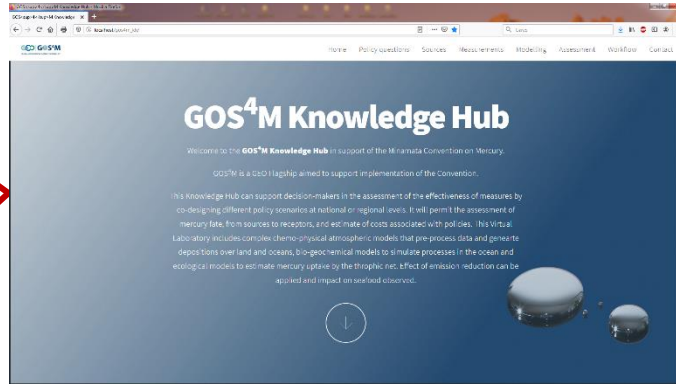 GOS⁴M
Home Policy questions Sources Measurements Modelling Assessment Workflow Contact
GOS⁴M Knowledge Hub
Welcome to the GOS⁴M Knowledge Hub in support of the Minamata Convention on Mercury.
GOS⁴M is a GEO Flagship aimed to support implementation of the Convention.
This Knowledge Hub can support decision-makers in the assessment of the effectiveness of measures by
co-designing different policy scenarios at national or regional levels. It will permit the assessment of
mercury fate, from sources to receptors, and estimate of costs associated with policies. This Virtual
Laboratory includes complex chemo-physical atmospheric models that pre-process data and genearte
depositions over land and oceans, bio-geochemical models to simulate processes in the ocean and
ecological models to estimate mercury uptake by the throphic net. Effect of emission reduction can be
applied and impact on seafood observed.